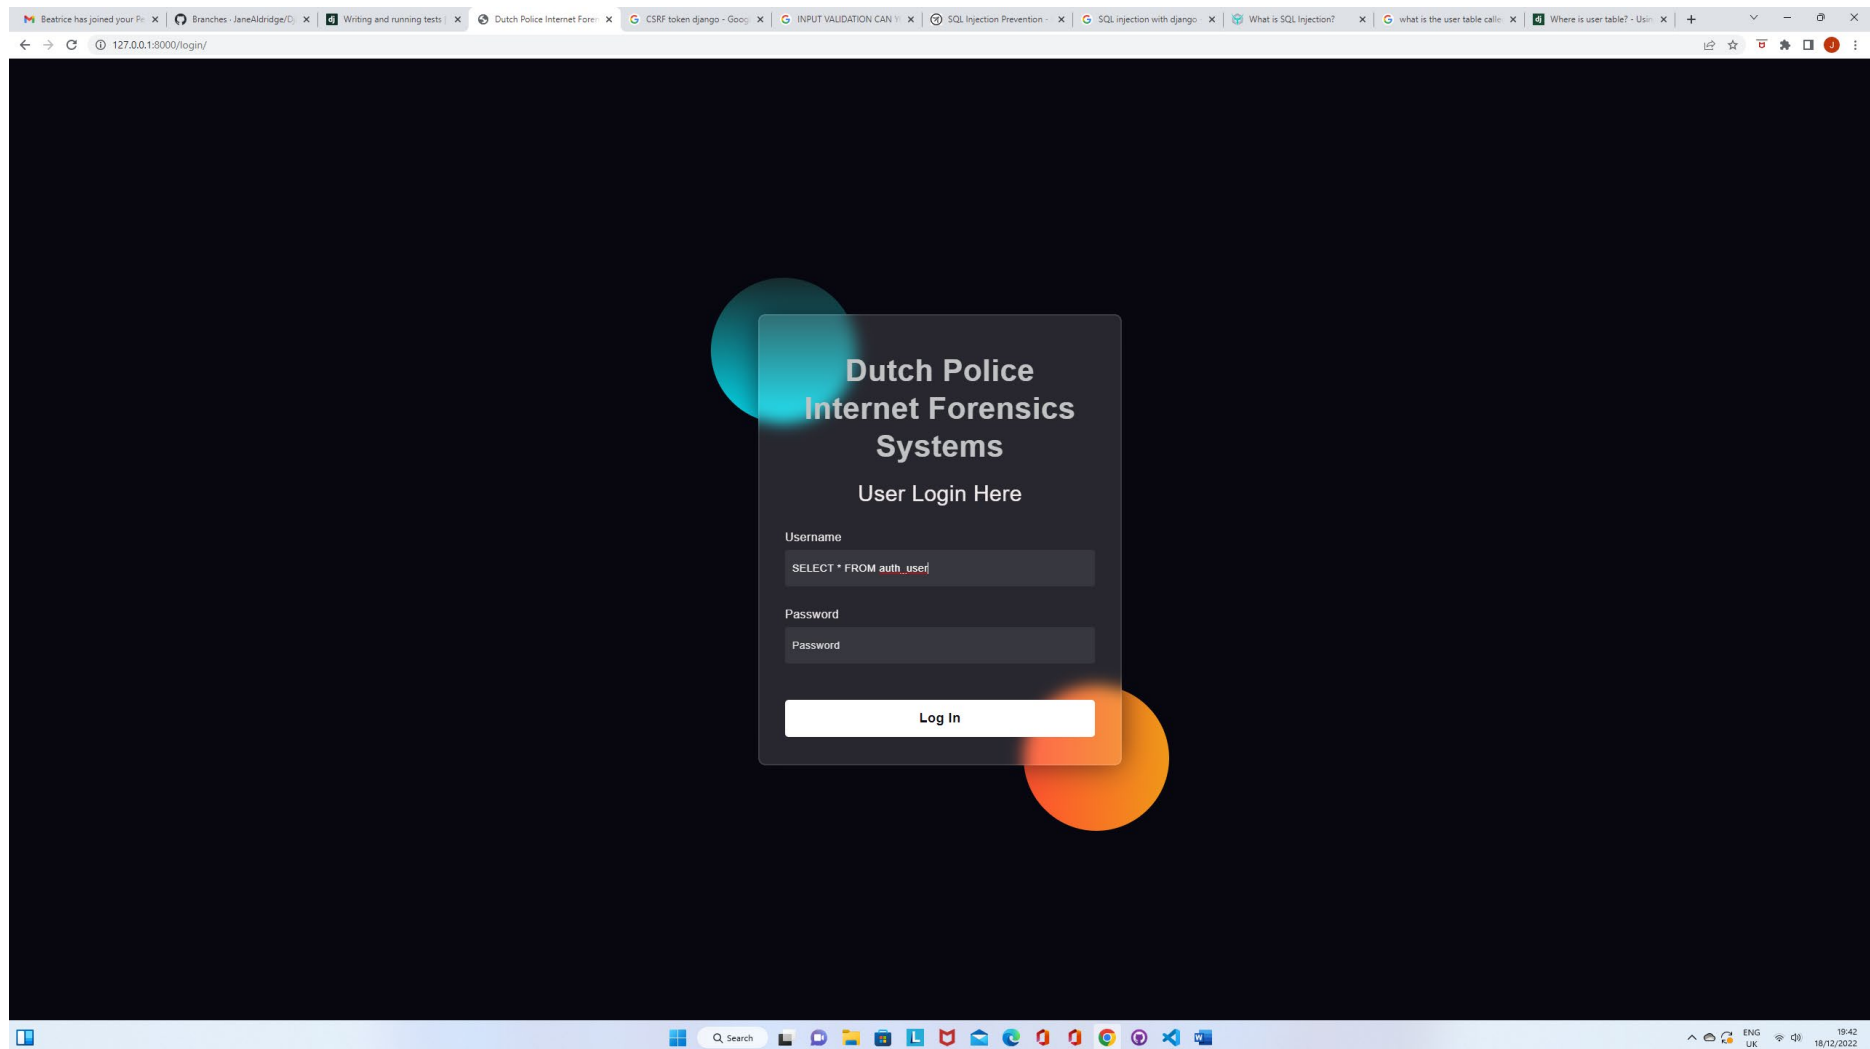 Beatrice has joined your Pe
Branches · JaneAldridge/Dj
Writing and running tests |
Dutch Police Internet Foren
CSRF token django - Goog
INPUT VALIDATION CAN Y
SQL Injection Prevention -
SQL injection with django -
What is SQL Injection?
what is the user table calle
Where is user table? - Usin
127.0.0.1:8000/login/
J
Dutch Police
Internet Forensics
Systems
User Login Here
Username
SELECT * FROM auth_user
Password
Password
Log In
Search
ENG
UK
19:42
18/12/2022